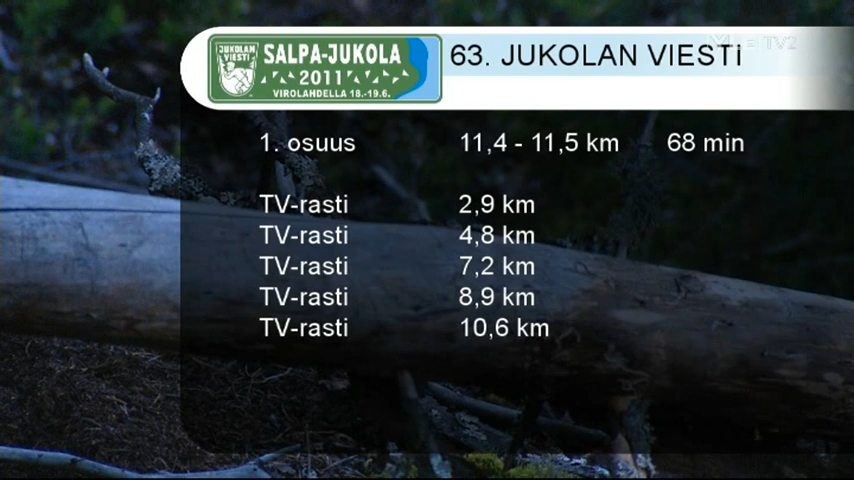 JUKOLAN
VIESTI
SALPA-JUKOLA
2011
VIROLAHDELLA 18.-19.6.
63. JUKOLAN VIESTI
YLE TV2
1. osuus 11,4 - 11,5 km 68 min
TV-rasti 2,9 km
TV-rasti 4,8 km
TV-rasti 7,2 km
TV-rasti 8,9 km
TV-rasti 10,6 km